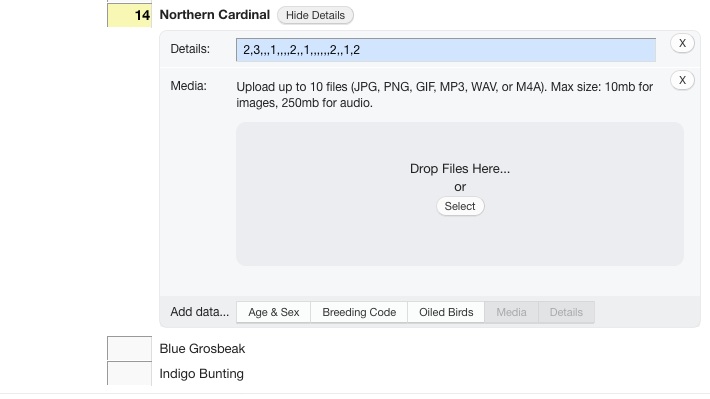 14 Northern Cardinal Hide Details
Details: 2,3,,,1,,,,2,,1,,,,,,2,,1,2 X
Media: Upload up to 10 files (JPG, PNG, GIF, MP3, WAV, or M4A). Max size: 10mb for X
images, 250mb for audio.
Drop Files Here...
or
Select
Add data... Age & Sex Breeding Code Oiled Birds Media Details
Blue Grosbeak
Indigo Bunting